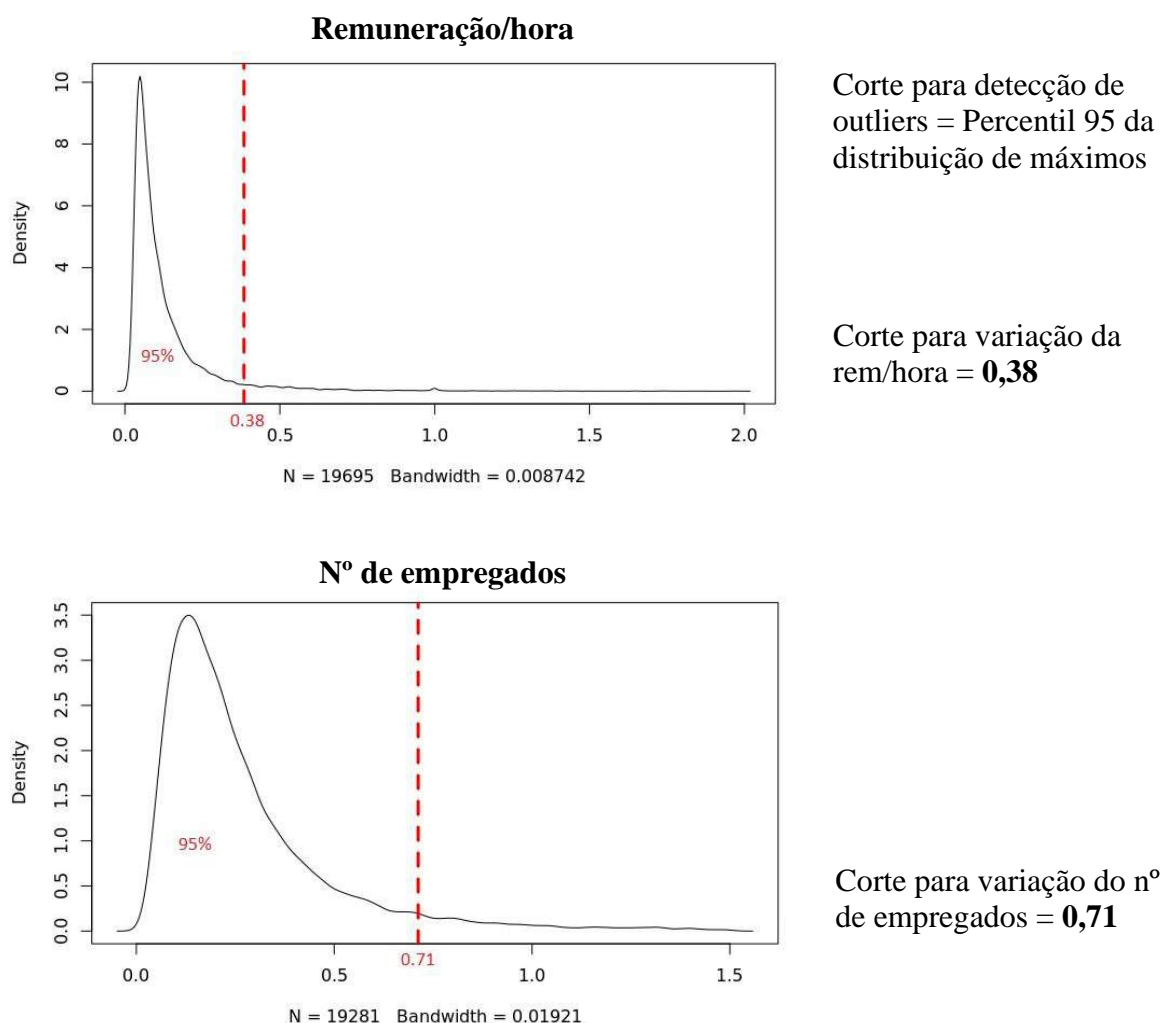 Remuneração/hora
10
8
6
4
2
0
Density
95%
0.38
0.0 0.5 1.0 1.5 2.0
N = 19695 Bandwidth = 0.008742
Corte para detecção de
outliers = Percentil 95 da
distribuição de máximos
Corte para variação da
rem/hora = 0,38
Nº de empregados
3.5
3.0
2.5
2.0
1.5
1.0
0.5
0.0
Density
95%
0.71
0.0 0.5 1.0 1.5
N = 19281 Bandwidth = 0.01921
Corte para variação do nº
de empregados = 0,71